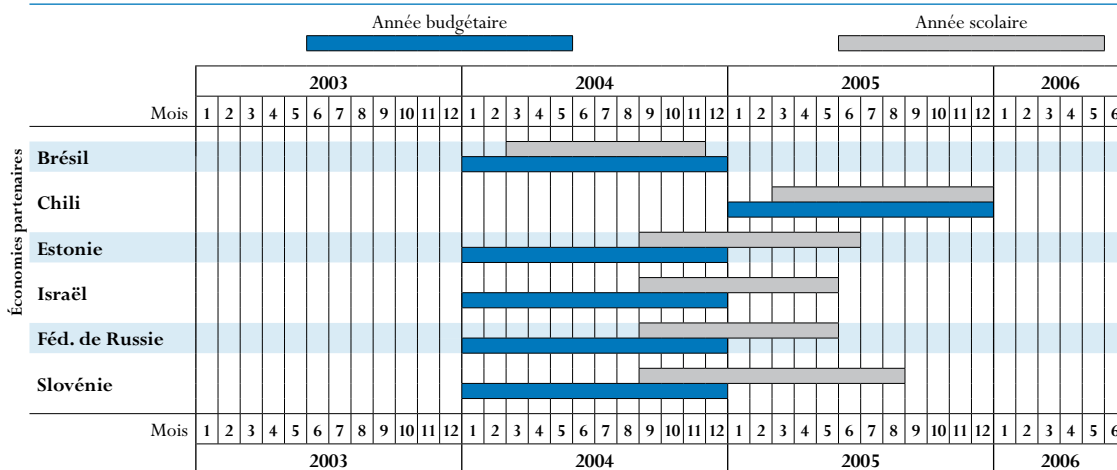 Année budgétaire Année scolaire
2003 2004 2005 2006
Mois 1 2 3 4 5 6 7 8 9 10 11 12 1 2 3 4 5 6 7 8 9 10 11 12 1 2 3 4 5 6 7 8 9 10 11 12 1 2 3 4 5 6
Économies partenaires
Brésil
Chili
Estonie
Israël
Féd. de Russie
Slovénie
Mois 1 2 3 4 5 6 7 8 9 10 11 12 1 2 3 4 5 6 7 8 9 10 11 12 1 2 3 4 5 6 7 8 9 10 11 12 1 2 3 4 5 6
2003 2004 2005 2006